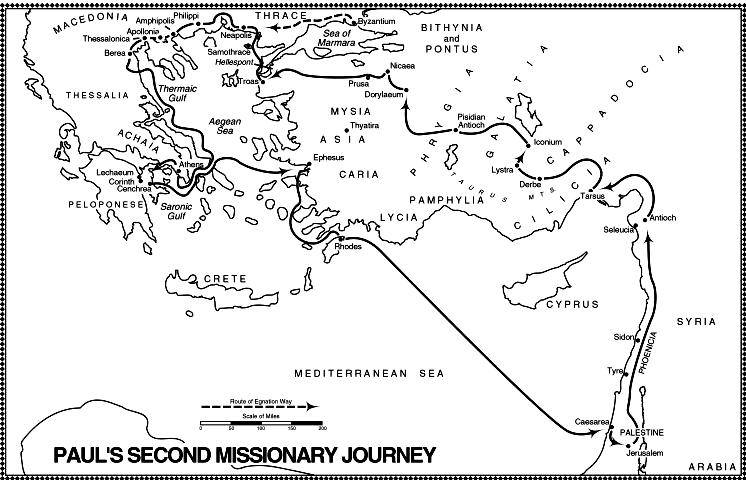 MACEDONIA
Amphipolis
Philippi
THRACE
Byzantium
Apollonia
Thessalonica
Neapolis
Sea of
Marmara
BITHYNIA
and
PONTUS
Berea
Samothrace
Hellespont
Troas
Nicaea
Prusa
Dorylaeum
PHRYGIA
GALATIA
CAPPADOCIA
THESSALIA
Thermaic
Gulf
Aegean
Sea
MYSIA
Thyatira
ASIA
Pisidian
Antioch
Iconium
ACHAIA
Athens
Ephesus
CARIA
Lystra
Derbe
TAURUS MTS.
CILICIA
Tarsus
Lechaeum
Corinth
Cenchrea
PELOPONESE
Saronic
Gulf
PAMPHYLIA
LYCIA
Antioch
Seleucia
Rhodes
CRETE
CYPRUS
SYRIA
Sidon
PHOENICIA
Tyre
MEDITERRANEAN SEA
Route of Egnation Way
Scale of Miles
0 50 100 150 200
Caesarea
PALESTINE
Jerusalem
PAUL'S SECOND MISSIONARY JOURNEY
ARABIA